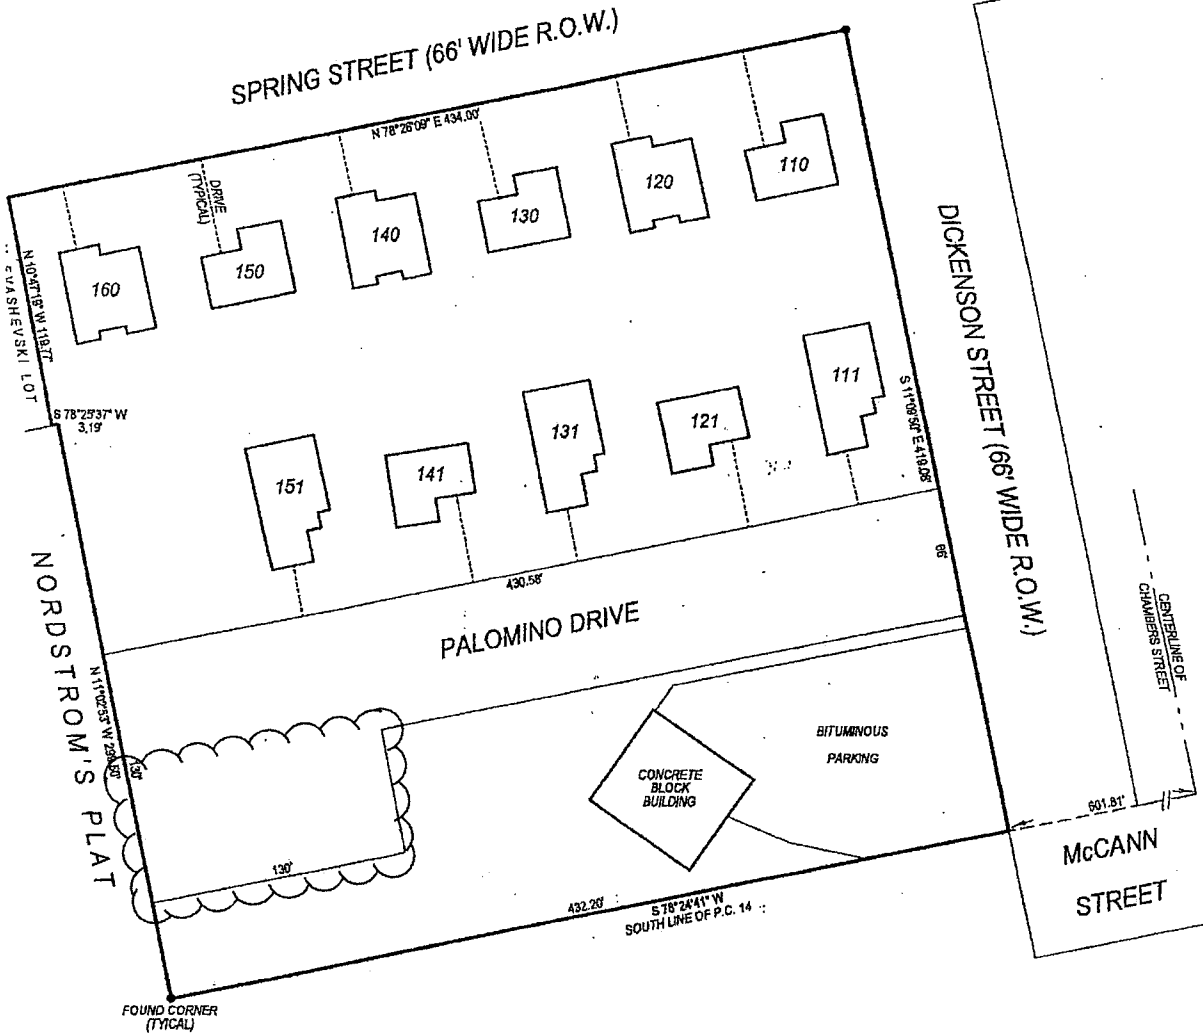 SPRING STREET (66' WIDE R.O.W.)
N 78°26'09" E 434.00'
DRIVE
(TYPICAL)
110
120
130
140
150
160
N 10°47'18" W 119.77'
EVASHEVSKI LOT
S 78°25'37" W
3.19'
DICKENSON STREET (66' WIDE R.O.W.)
S 11°09'50" E 419.08'
111
121
131
141
151
430.58'
66'
PALOMINO DRIVE
NORDSTROM'S PLAT
N 11°02'53" W
130'
130'
CONCRETE
BLOCK
BUILDING
BITUMINOUS
PARKING
CENTERLINE OF
CHAMBERS STREET
601.81'
McCANN
STREET
432.20'
S 78°24'41" W
SOUTH LINE OF P.C. 14
FOUND CORNER
(TYICAL)